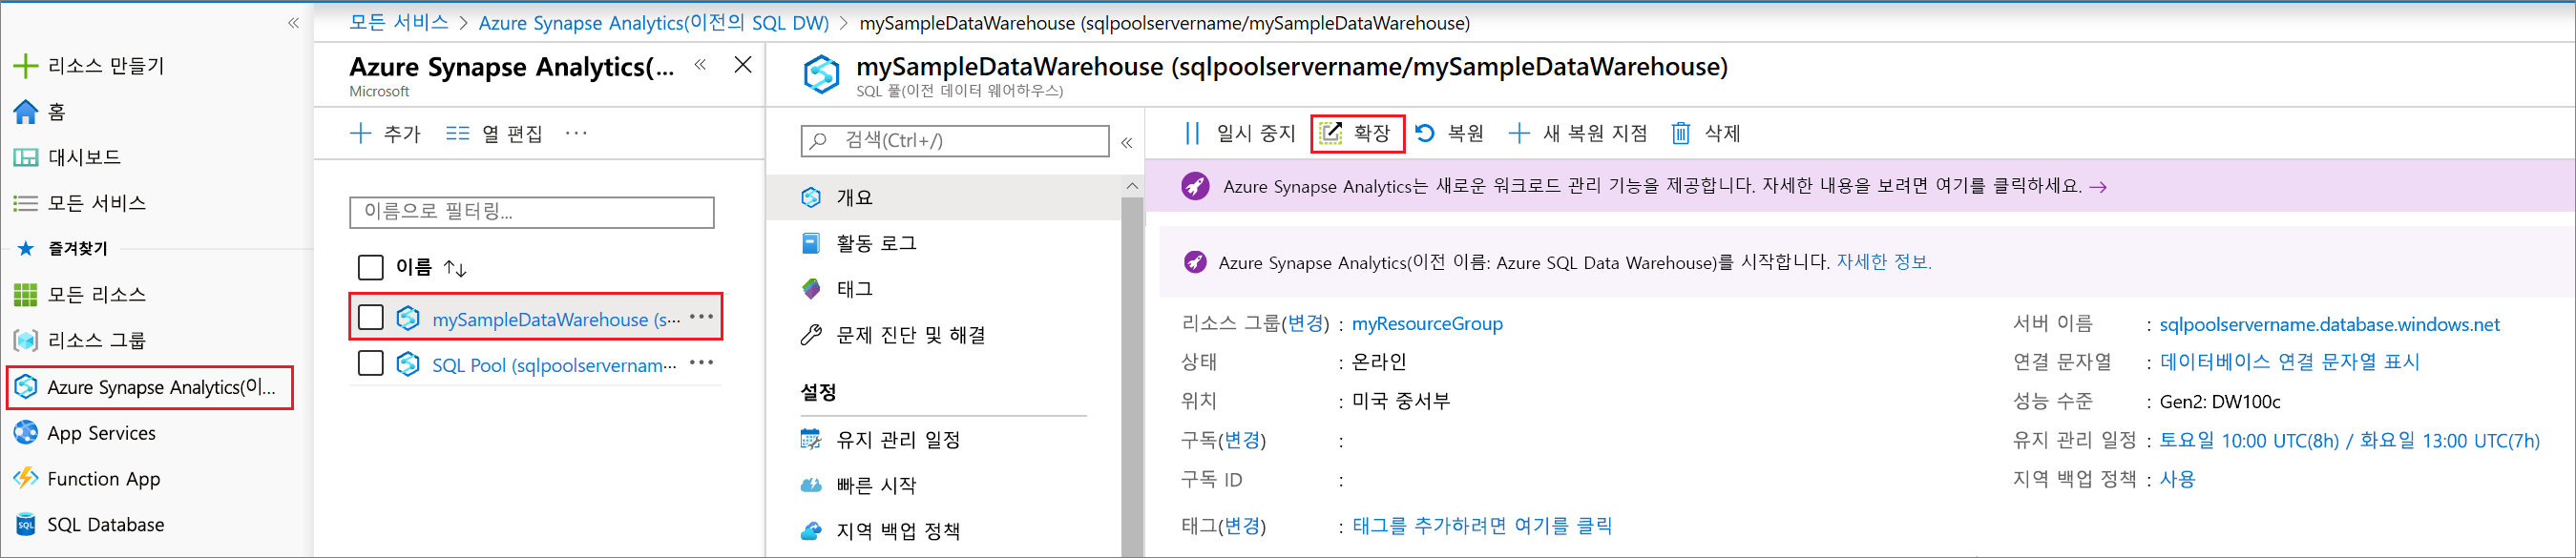 모든 서비스 > Azure Synapse Analytics(이전의 SQL DW) > mySampleDataWarehouse (sqlpoolservername/mySampleDataWarehouse)
«
리소스 만들기
홈
대시보드
모든 서비스
즐겨찾기
모든 리소스
리소스 그룹
Azure Synapse Analytics(이...
App Services
Function App
SQL Database
Azure Synapse Analytics(...
Microsoft
추가
열 편집
이름으로 필터링...
이름
mySampleDataWarehouse (s···
SQL Pool (sqlpoolservernam···
mySampleDataWarehouse (sqlpoolservername/mySampleDataWarehouse)
SQL 풀(이전 데이터 웨어하우스)
검색(Ctrl+/)
개요
활동 로그
태그
문제 진단 및 해결
설정
유지 관리 일정
빠른 시작
지역 백업 정책
일시 중지
확장
복원
새 복원 지점
삭제
Azure Synapse Analytics는 새로운 워크로드 관리 기능을 제공합니다. 자세한 내용을 보려면 여기를 클릭하세요. →
Azure Synapse Analytics(이전 이름: Azure SQL Data Warehouse)를 시작합니다. 자세한 정보.
리소스 그룹(변경) : myResourceGroup
상태 : 온라인
위치 : 미국 중서부
구독(변경) :
구독 ID :
태그(변경) : 태그를 추가하려면 여기를 클릭
서버 이름 : sqlpoolservername.database.windows.net
연결 문자열 : 데이터베이스 연결 문자열 표시
성능 수준 : Gen2: DW100c
유지 관리 일정 : 토요일 10:00 UTC(8h) / 화요일 13:00 UTC(7h)
지역 백업 정책 : 사용